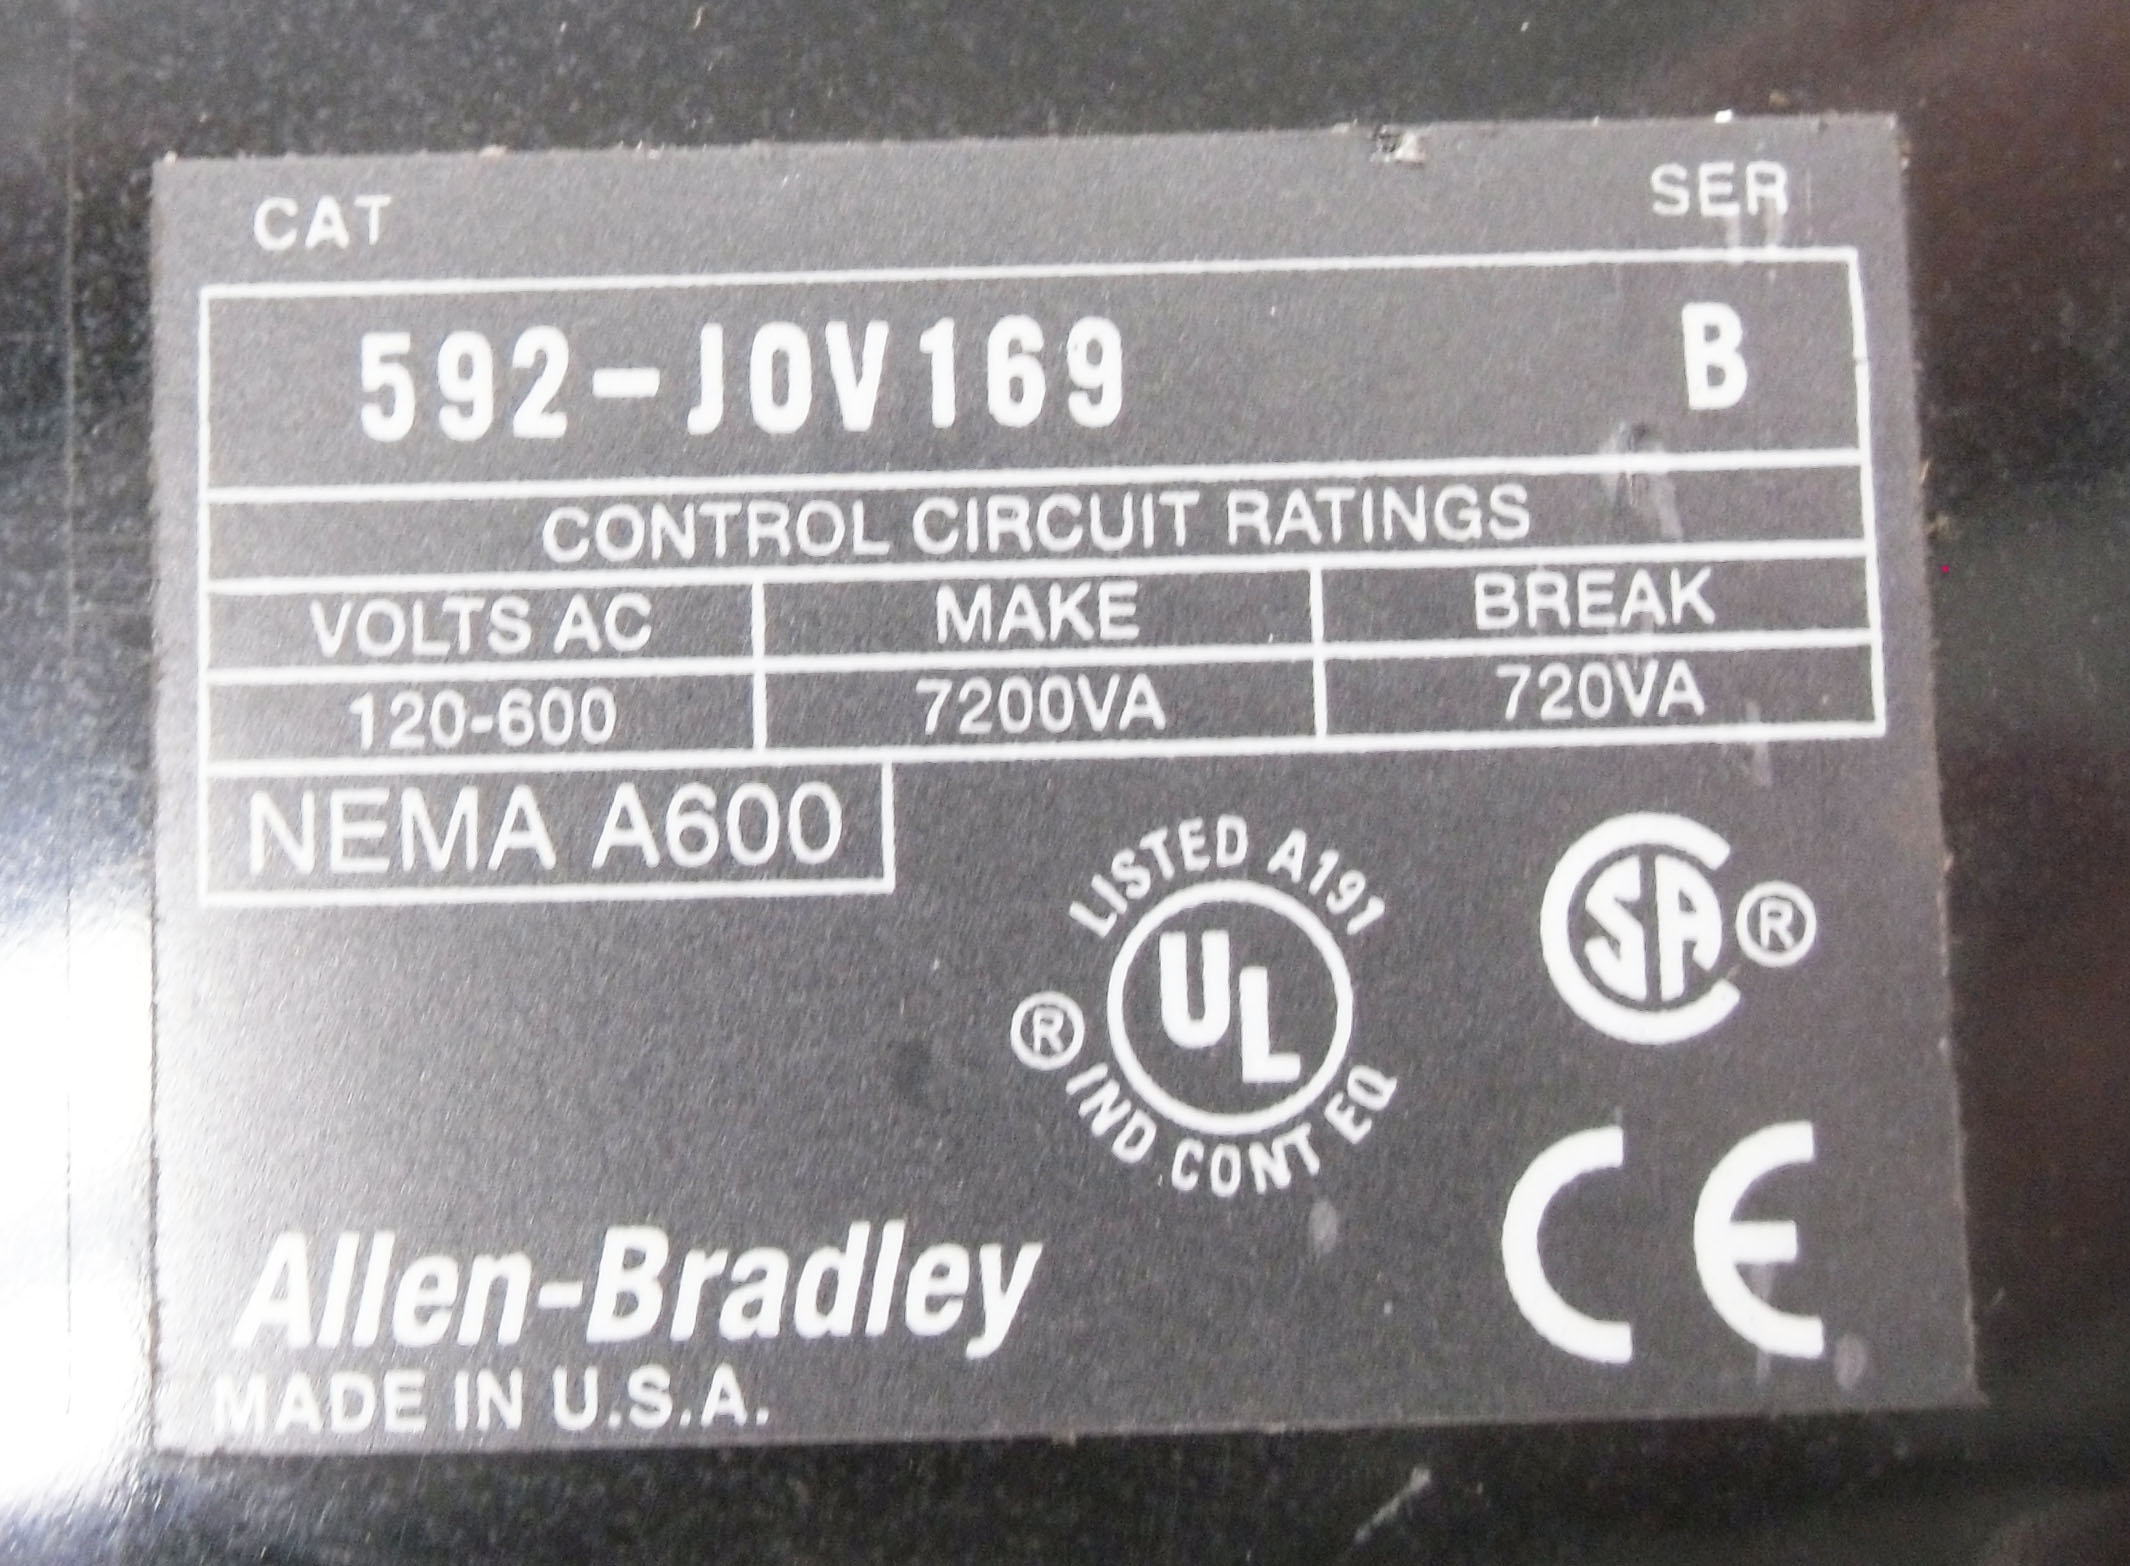 CAT SER
592-JOV169 B
CONTROL CIRCUIT RATINGS
VOLTS AC MAKE BREAK
120-600 7200VA 720VA
NEMA A600
LISTED A191
UL
®
IND CONT EQ
SA ®
CE
Allen-Bradley
MADE IN U.S.A.